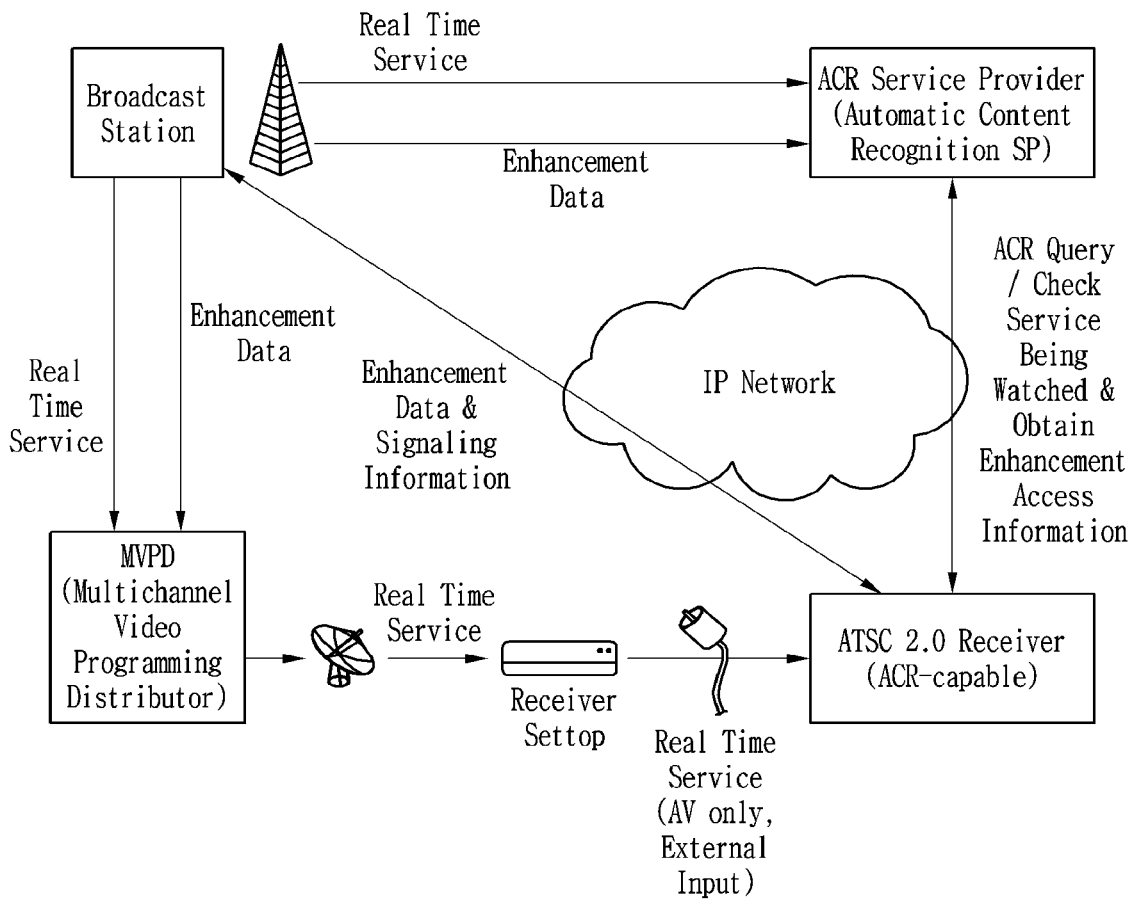 Real Time
Service
Broadcast
Station
ACR Service Provider
(Automatic Content
Recognition SP)
Enhancement
Data
Enhancement
Data
Real
Time
Service
Enhancement
Data &
Signaling
Information
IP Network
ACR Query
/ Check
Service
Being
Watched &
Obtain
Enhancement
Access
Information
MVPD
(Multichannel
Video
Programming
Distributor)
Real Time
Service
Receiver
Settop
Real Time
Service
(AV only,
External
Input)
ATSC 2.0 Receiver
(ACR-capable)